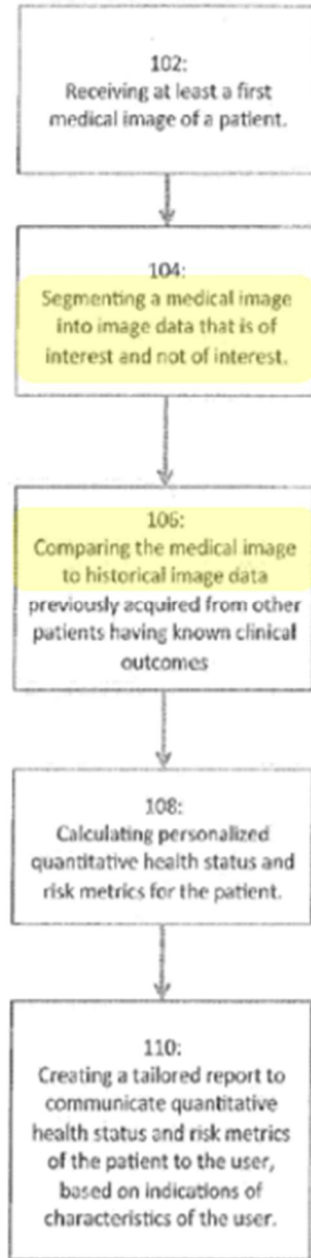 102:
Receiving at least a first
medical image of a patient.
104:
Segmenting a medical image
into image data that is of
interest and not of interest.
106:
Comparing the medical image
to historical image data
previously acquired from other
patients having known clinical
outcomes
108:
Calculating personalized
quantitative health status and
risk metrics for the patient.
110:
Creating a tailored report to
communicate quantitative
health status and risk metrics
of the patient to the user,
based on indications of
characteristics of the user.